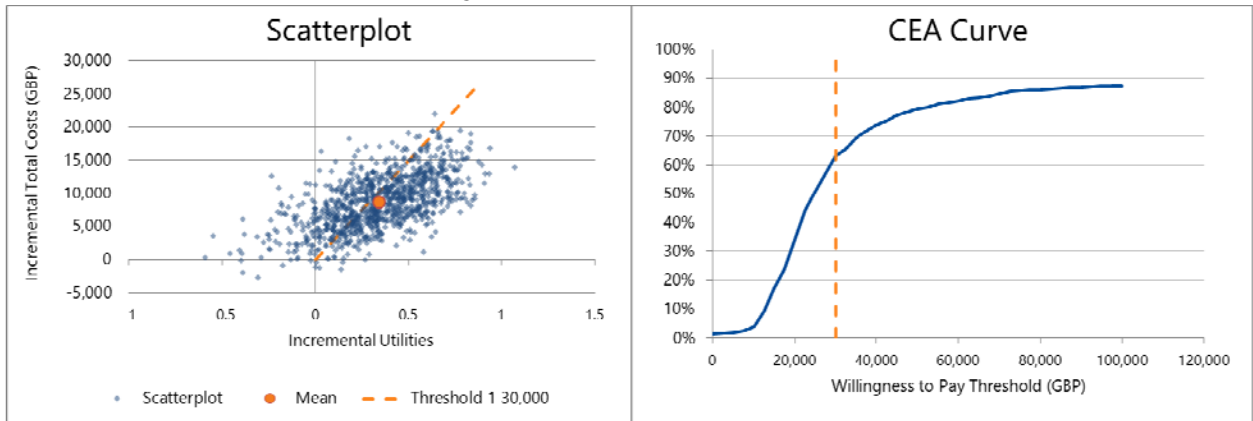 Scatterplot
Incremental Total Costs (GBP)
30,000
25,000
20,000
15,000
10,000
5,000
0
-5,000
1 0.5 0 0.5 1 1.5
Incremental Utilities
Scatterplot Mean Threshold 1 30,000
CEA Curve
100%
90%
80%
70%
60%
50%
40%
30%
20%
10%
0%
0 20,000 40,000 60,000 80,000 100,000 120,000
Willingness to Pay Threshold (GBP)